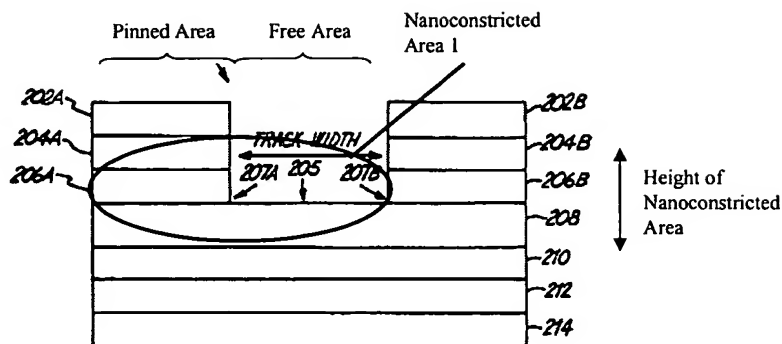 Pinned Area
Free Area
Nanoconstricted
Area 1
202A
202B
204A
TRACK WIDTH
204B
206A
207A
205
207B
206B
Height of
Nanoconstricted
Area
208
210
212
214